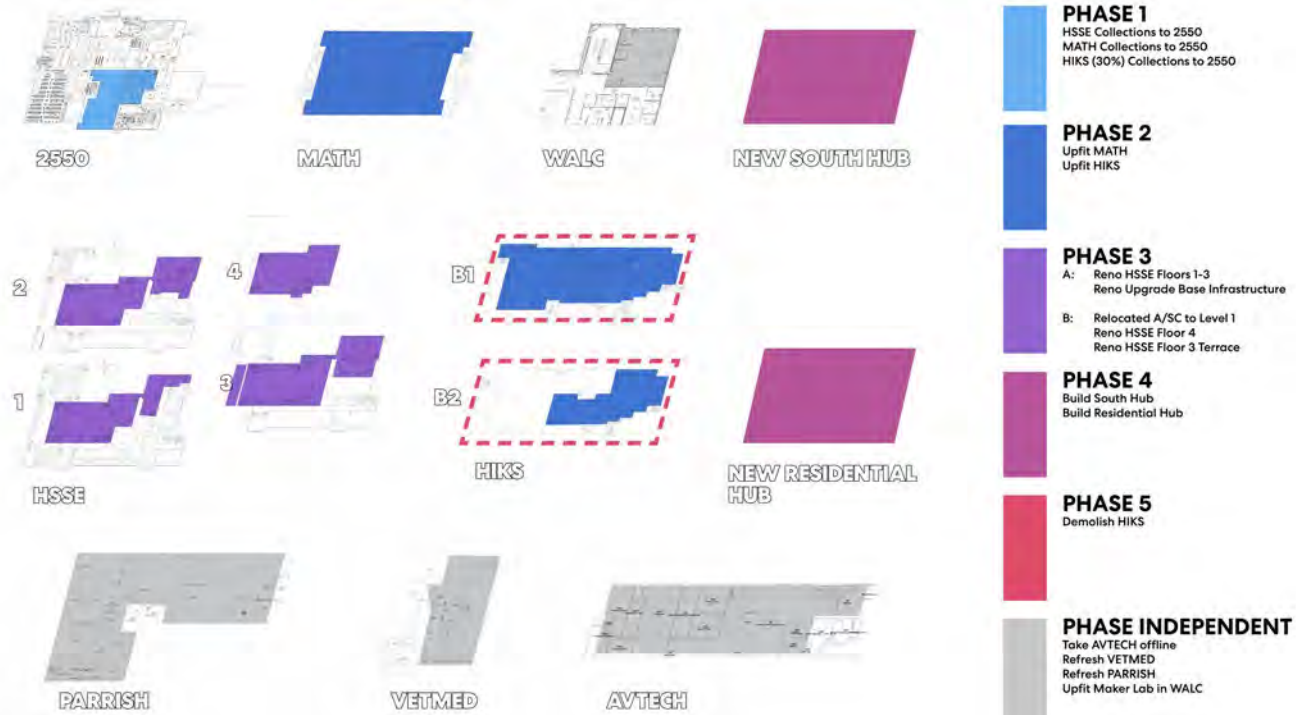 2550
MATH
WALC
NEW SOUTH HUB
2
4
1
3
HSSE
B1
B2
HIKS
NEW RESIDENTIAL
HUB
PARRISH
VETMED
AVTECH
PHASE 1
HSSE Collections to 2550
MATH Collections to 2550
HIKS (30%) Collections to 2550
PHASE 2
Upfit MATH
Upfit HIKS
PHASE 3
A: Reno HSSE Floors 1-3
Reno Upgrade Base Infrastructure
B: Relocated A/SC to Level 1
Reno HSSE Floor 4
Reno HSSE Floor 3 Terrace
PHASE 4
Build South Hub
Build Residential Hub
PHASE 5
Demolish HIKS
PHASE INDEPENDENT
Take AVTECH offline
Refresh VETMED
Refresh PARRISH
Upfit Maker Lab in WALC